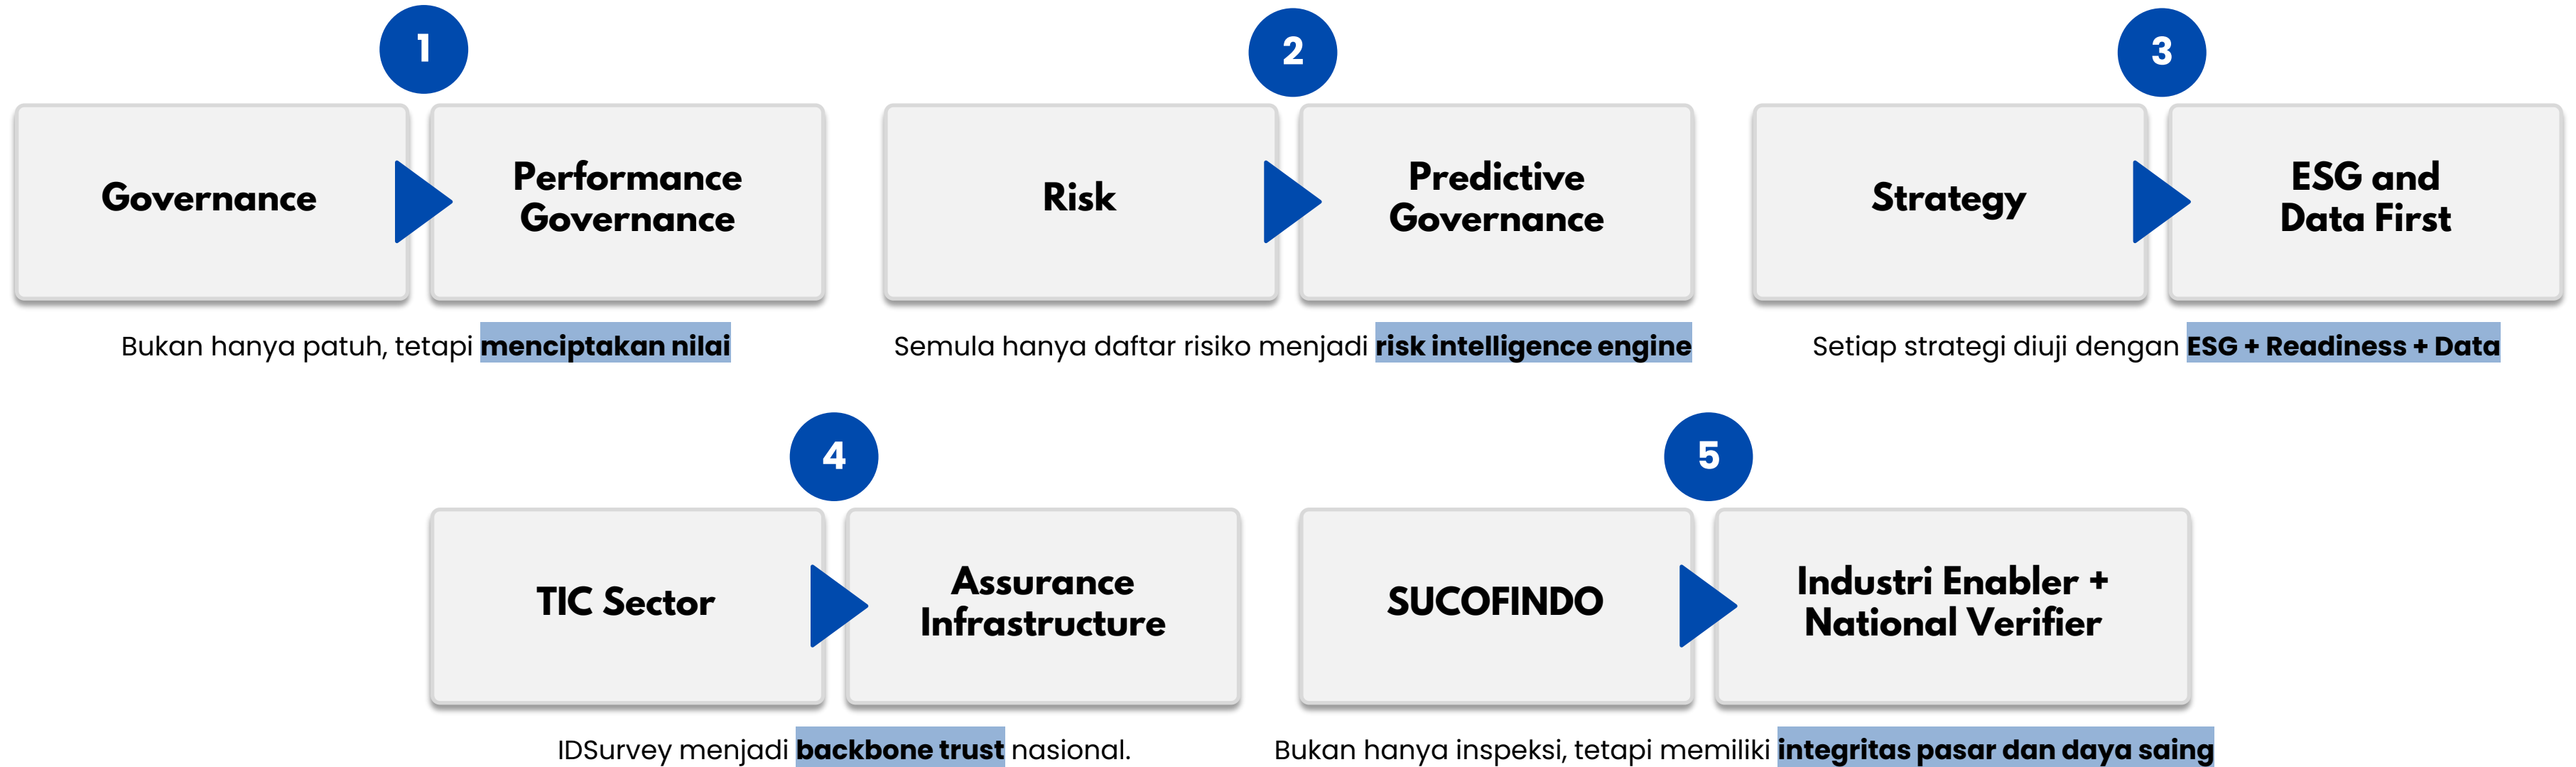 1
Governance
Performance
Governance
Bukan hanya patuh, tetapi menciptakan nilai
2
Risk
Predictive
Governance
Semula hanya daftar risiko menjadi risk intelligence engine
3
Strategy
ESG and
Data First
Setiap strategi diuji dengan ESG + Readiness + Data
4
TIC Sector
Assurance
Infrastructure
IDSurvey menjadi backbone trust nasional.
5
SUCOFINDO
Industri Enabler +
National Verifier
Bukan hanya inspeksi, tetapi memiliki integritas pasar dan daya saing